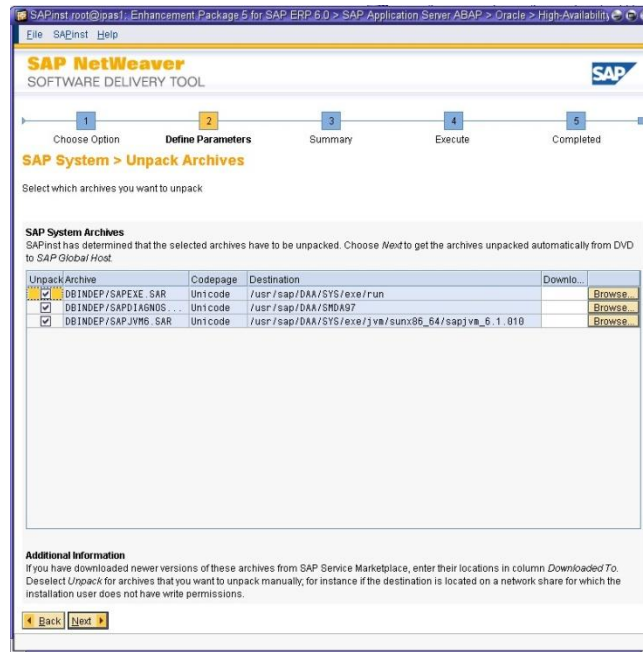 SAPinst root@ipas1: Enhancement Package 5 for SAP ERP 6.0 > SAP Application Server ABAP > Oracle > High-Availability
File SAPinst Help
SAP NetWeaver
SOFTWARE DELIVERY TOOL
SAP
1 2 3 4 5
Choose Option Define Parameters Summary Execute Completed
SAP System > Unpack Archives
Select which archives you want to unpack
SAP System Archives
SAPinst has determined that the selected archives have to be unpacked. Choose Next to get the archives unpacked automatically from DVD
to SAP Global Host.
Unpack Archive Codepage Destination Downlo...
DBINDEP/SAPEXE.SAR Unicode /usr/sap/DAA/SYS/exe/run Browse...
DBINDEP/SAPDIAGNOS... Unicode /usr/sap/DAA/SMDA97 Browse...
DBINDEP/SAPJVM6.SAR Unicode /usr/sap/DAA/SYS/exe/jvm/sunx86_64/sapjvm_6.1.010 Browse...
Additional Information
If you have downloaded newer versions of these archives from SAP Service Marketplace, enter their locations in column Downloaded To.
Deselect Unpack for archives that you want to unpack manually; for instance if the destination is located on a network share for which the
installation user does not have write permissions.
Back Next